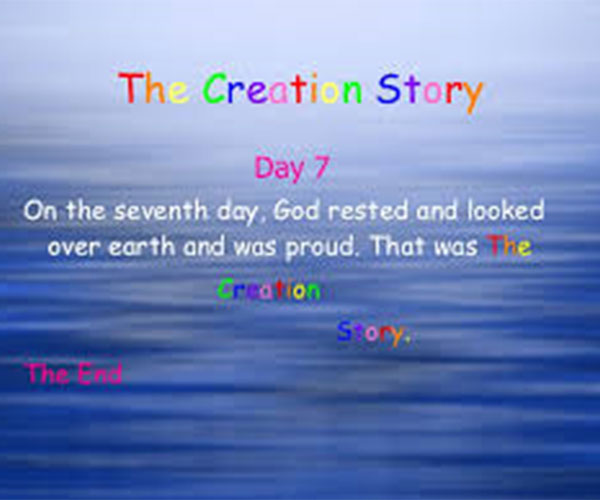 The Creation Story
Day 7
On the seventh day, God rested and looked
over earth and was proud. That was The
Creation
Story.
The End